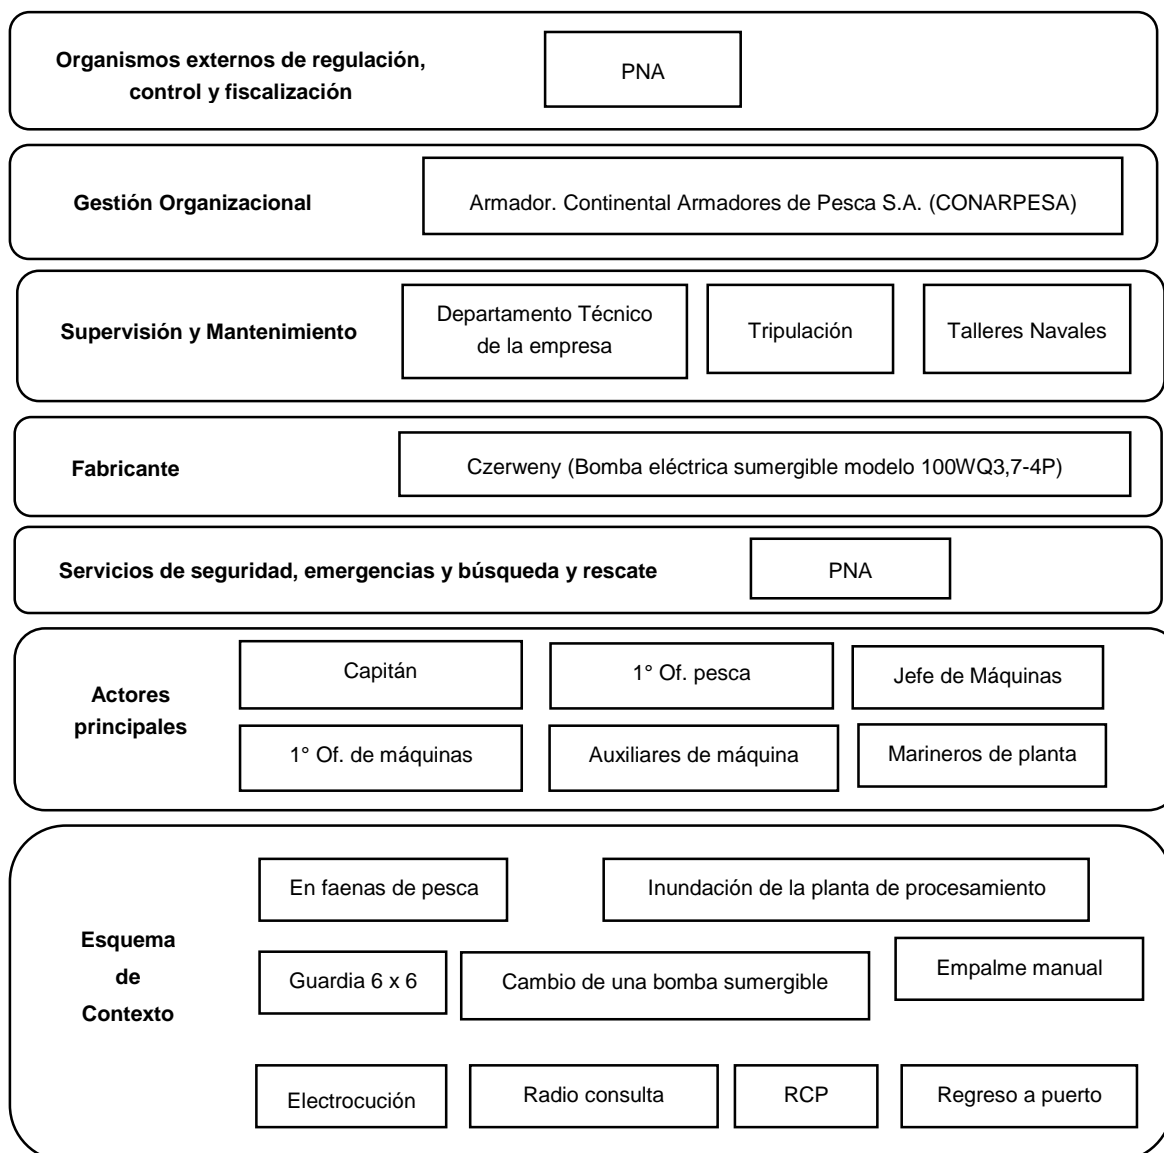 Organismos externos de regulación,
control y fiscalización
PNA
Gestión Organizacional
Armador. Continental Armadores de Pesca S.A. (CONARPESA)
Supervisión y Mantenimiento
Departamento Técnico
de la empresa
Tripulación
Talleres Navales
Fabricante
Czerweny (Bomba eléctrica sumergible modelo 100WQ3,7-4P)
Servicios de seguridad, emergencias y búsqueda y rescate
PNA
Actores
principales
Capitán
1° Of. pesca
Jefe de Máquinas
1° Of. de máquinas
Auxiliares de máquina
Marineros de planta
Esquema
de
Contexto
En faenas de pesca
Inundación de la planta de procesamiento
Guardia 6 x 6
Cambio de una bomba sumergible
Empalme manual
Electrocución
Radio consulta
RCP
Regreso a puerto